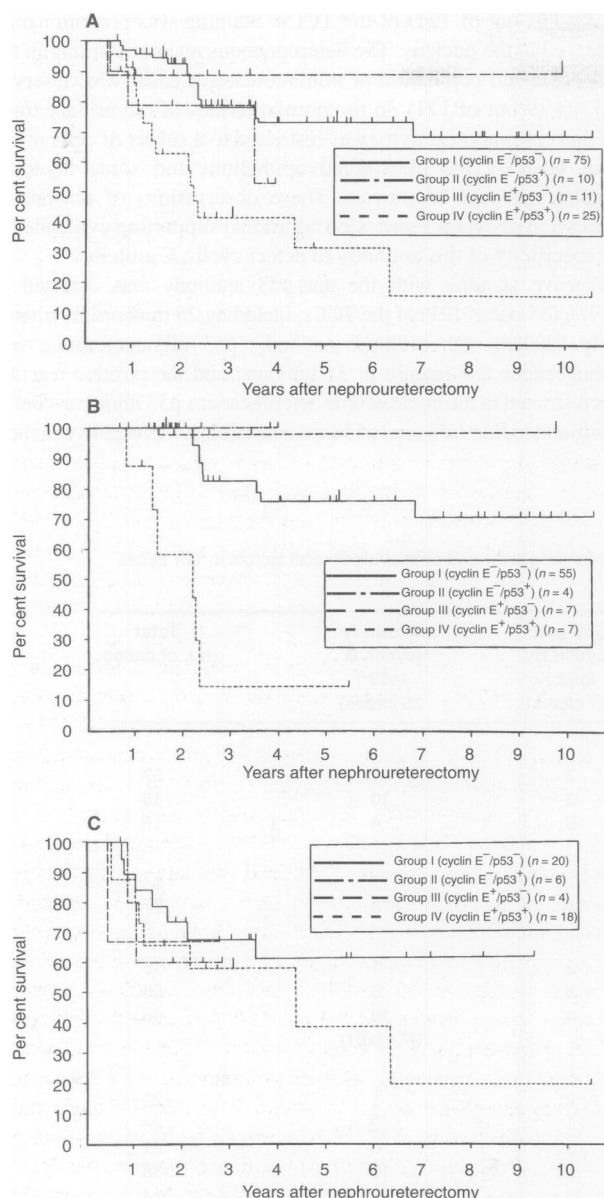 A
Per cent survival
100
90
80
70
60
50
40
30
20
10
0
Group I (cyclin E⁻/p53⁻) (n = 75)
Group II (cyclin E⁻/p53⁺) (n = 10)
Group III (cyclin E⁺/p53⁻) (n = 11)
Group IV (cyclin E⁺/p53⁺) (n = 25)
1 2 3 4 5 6 7 8 9 10
Years after nephroureterectomy
B
Per cent survival
100
90
80
70
60
50
40
30
20
10
0
Group I (cyclin E⁻/p53⁻) (n = 55)
Group II (cyclin E⁻/p53⁺) (n = 4)
Group III (cyclin E⁺/p53⁻) (n = 7)
Group IV (cyclin E⁺/p53⁺) (n = 7)
1 2 3 4 5 6 7 8 9 10
Years after nephroureterectomy
C
Per cent survival
100
90
80
70
60
50
40
30
20
10
0
Group I (cyclin E⁻/p53⁻) (n = 20)
Group II (cyclin E⁻/p53⁺) (n = 6)
Group III (cyclin E⁺/p53⁻) (n = 4)
Group IV (cyclin E⁺/p53⁺) (n = 18)
1 2 3 4 5 6 7 8 9 10
Years after nephroureterectomy